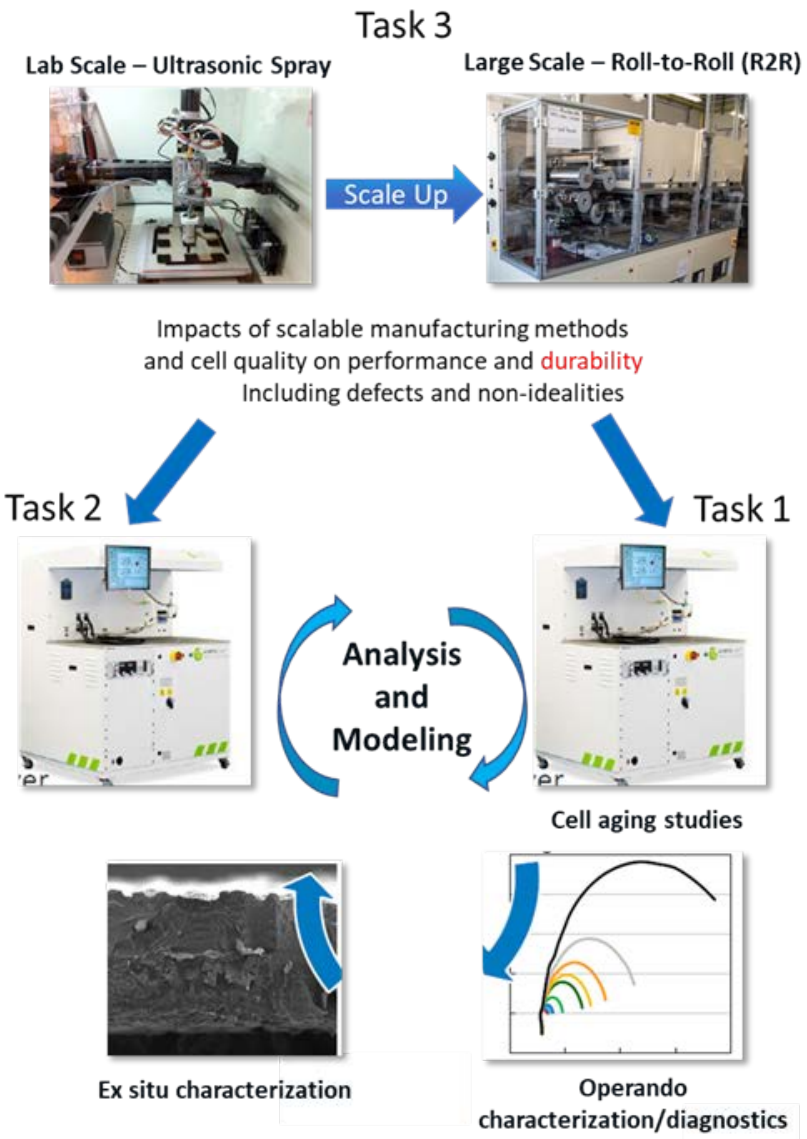 Task 3
Lab Scale – Ultrasonic Spray
Large Scale – Roll-to-Roll (R2R)
Scale Up
Impacts of scalable manufacturing methods
and cell quality on performance and durability
Including defects and non-idealities
Task 2
Task 1
Analysis
and
Modeling
er
er
Cell aging studies
Ex situ characterization
Operando
characterization/diagnostics